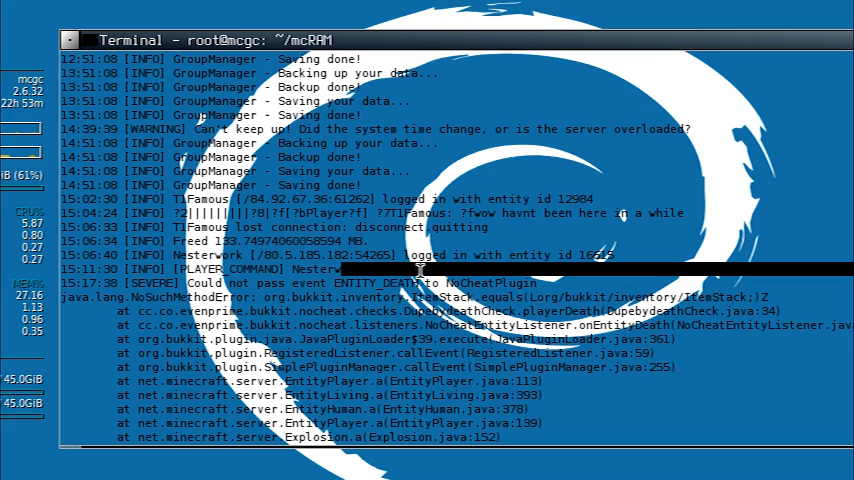 Terminal - root@mcgc: ~/mcRAM
mcgc
2.6.32
22h 53m
iB (61%)
CPU%
5.87
0.80
0.27
0.27
MEM%
27.16
1.13
0.96
0.35
/ 45.0GiB
/ 45.0GiB
12:51:08 [INFO] GroupManager - Saving done!
13:51:08 [INFO] GroupManager - Backing up your data...
13:51:08 [INFO] GroupManager - Backup done!
13:51:08 [INFO] GroupManager - Saving your data...
13:51:08 [INFO] GroupManager - Saving done!
14:39:39 [WARNING] Can't keep up! Did the system time change, or is the server overloaded?
14:51:08 [INFO] GroupManager - Backing up your data...
14:51:08 [INFO] GroupManager - Backup done!
14:51:08 [INFO] GroupManager - Saving your data...
14:51:08 [INFO] GroupManager - Saving done!
15:02:30 [INFO] T1Famous [/84.92.67.36:61262] logged in with entity id 12984
15:04:24 [INFO] ?2|||||||||?8|?f[?bPlayer?f] ?7T1Famous: ?fwow havnt been here in a while
15:06:33 [INFO] T1Famous lost connection: disconnect.quitting
15:06:34 [INFO] Freed 133.74974060058594 MB.
15:06:40 [INFO] Nesterwork [/80.5.185.182:54265] logged in with entity id 16615
15:11:30 [INFO] [PLAYER_COMMAND] Nesterw
15:17:38 [SEVERE] Could not pass event ENTITY_DEATH to NoCheatPlugin
java.lang.NoSuchMethodError: org.bukkit.inventory.ItemStack.equals(Lorg/bukkit/inventory/ItemStack;)Z
at cc.co.evenprime.bukkit.nocheat.checks.DupebydeathCheck.playerDeath(DupebydeathCheck.java:34)
at cc.co.evenprime.bukkit.nocheat.listeners.NoCheatEntityListener.onEntityDeath(NoCheatEntityListener.java
at org.bukkit.plugin.java.JavaPluginLoader$39.execute(JavaPluginLoader.java:361)
at org.bukkit.plugin.RegisteredListener.callEvent(RegisteredListener.java:59)
at org.bukkit.plugin.SimplePluginManager.callEvent(SimplePluginManager.java:255)
at net.minecraft.server.EntityPlayer.a(EntityPlayer.java:113)
at net.minecraft.server.EntityLiving.a(EntityLiving.java:393)
at net.minecraft.server.EntityHuman.a(EntityHuman.java:378)
at net.minecraft.server.EntityPlayer.a(EntityPlayer.java:139)
at net.minecraft.server.Explosion.a(Explosion.java:152)